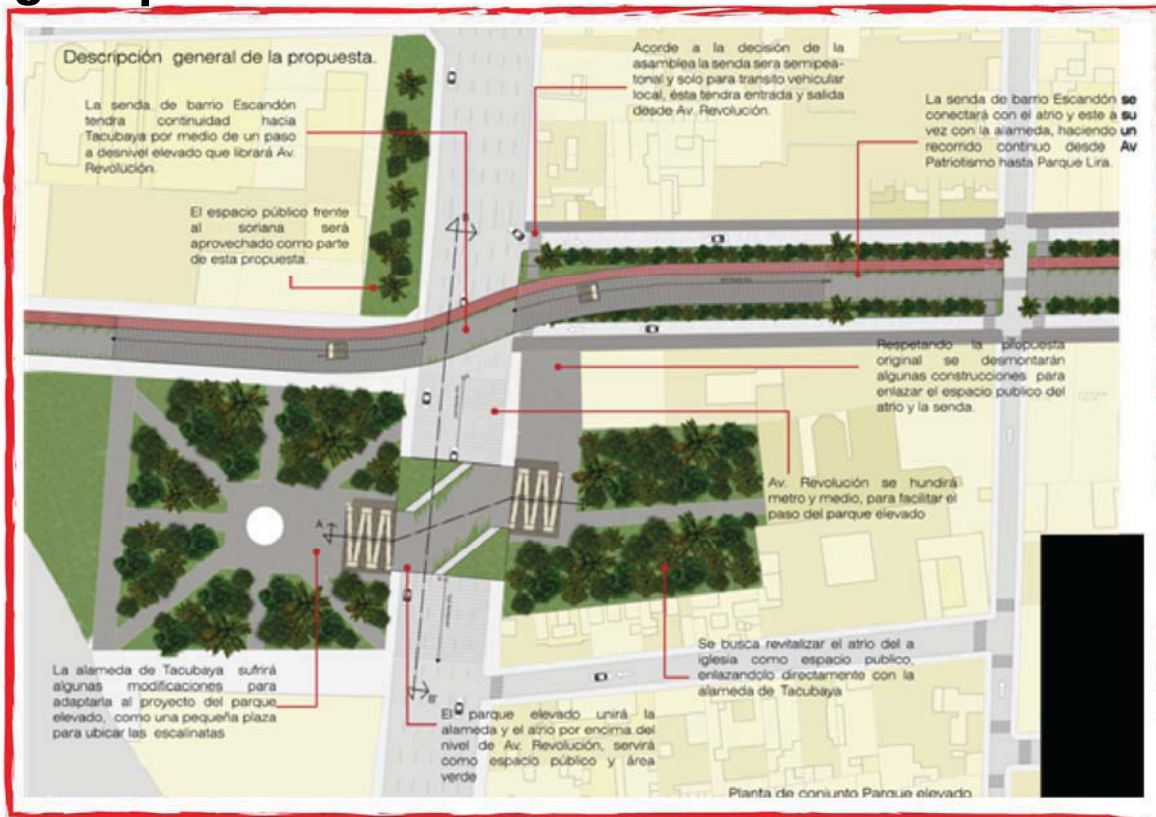 Descripción general de la propuesta.
La senda de barrio Escandón
tendra continuidad hacia
Tacubaya por medio de un paso
a desnivel elevado que librará Av.
Revolución.
El espacio público frente
al soriana será
aprovechado como parte
de esta propuesta.
Acorde a la decisión de la
asamblea la senda sera semipea-
tonal y solo para transito vehicular
local, ésta tendra entrada y salida
desde Av. Revolución.
La senda de barrio Escandón se
conectará con el atrio y este a su
vez con la alameda, haciendo un
recorrido continuo desde Av
Patriotismo hasta Parque Lira.
Respetando la propuesta
original se desmontarán
algunas construcciones para
enlazar el espacio publico del
atrio y la senda.
Av. Revolución se hundirá
metro y medio, para facilitar el
paso del parque elevado
A
B
B'
La alameda de Tacubaya sufrirá
algunas modificaciones para
adaptarla al proyecto del parque
elevado, como una pequeña plaza
para ubicar las escalinatas
El parque elevado unirá la
alameda y el atrio por encima del
nivel de Av. Revolución, servirá
como espacio público y área
verde
Se busca revitalizar el atrio del a
iglesia como espacio publico,
enlazandolo directamente con la
alameda de Tacubaya
Planta de conjunto Parque elevado